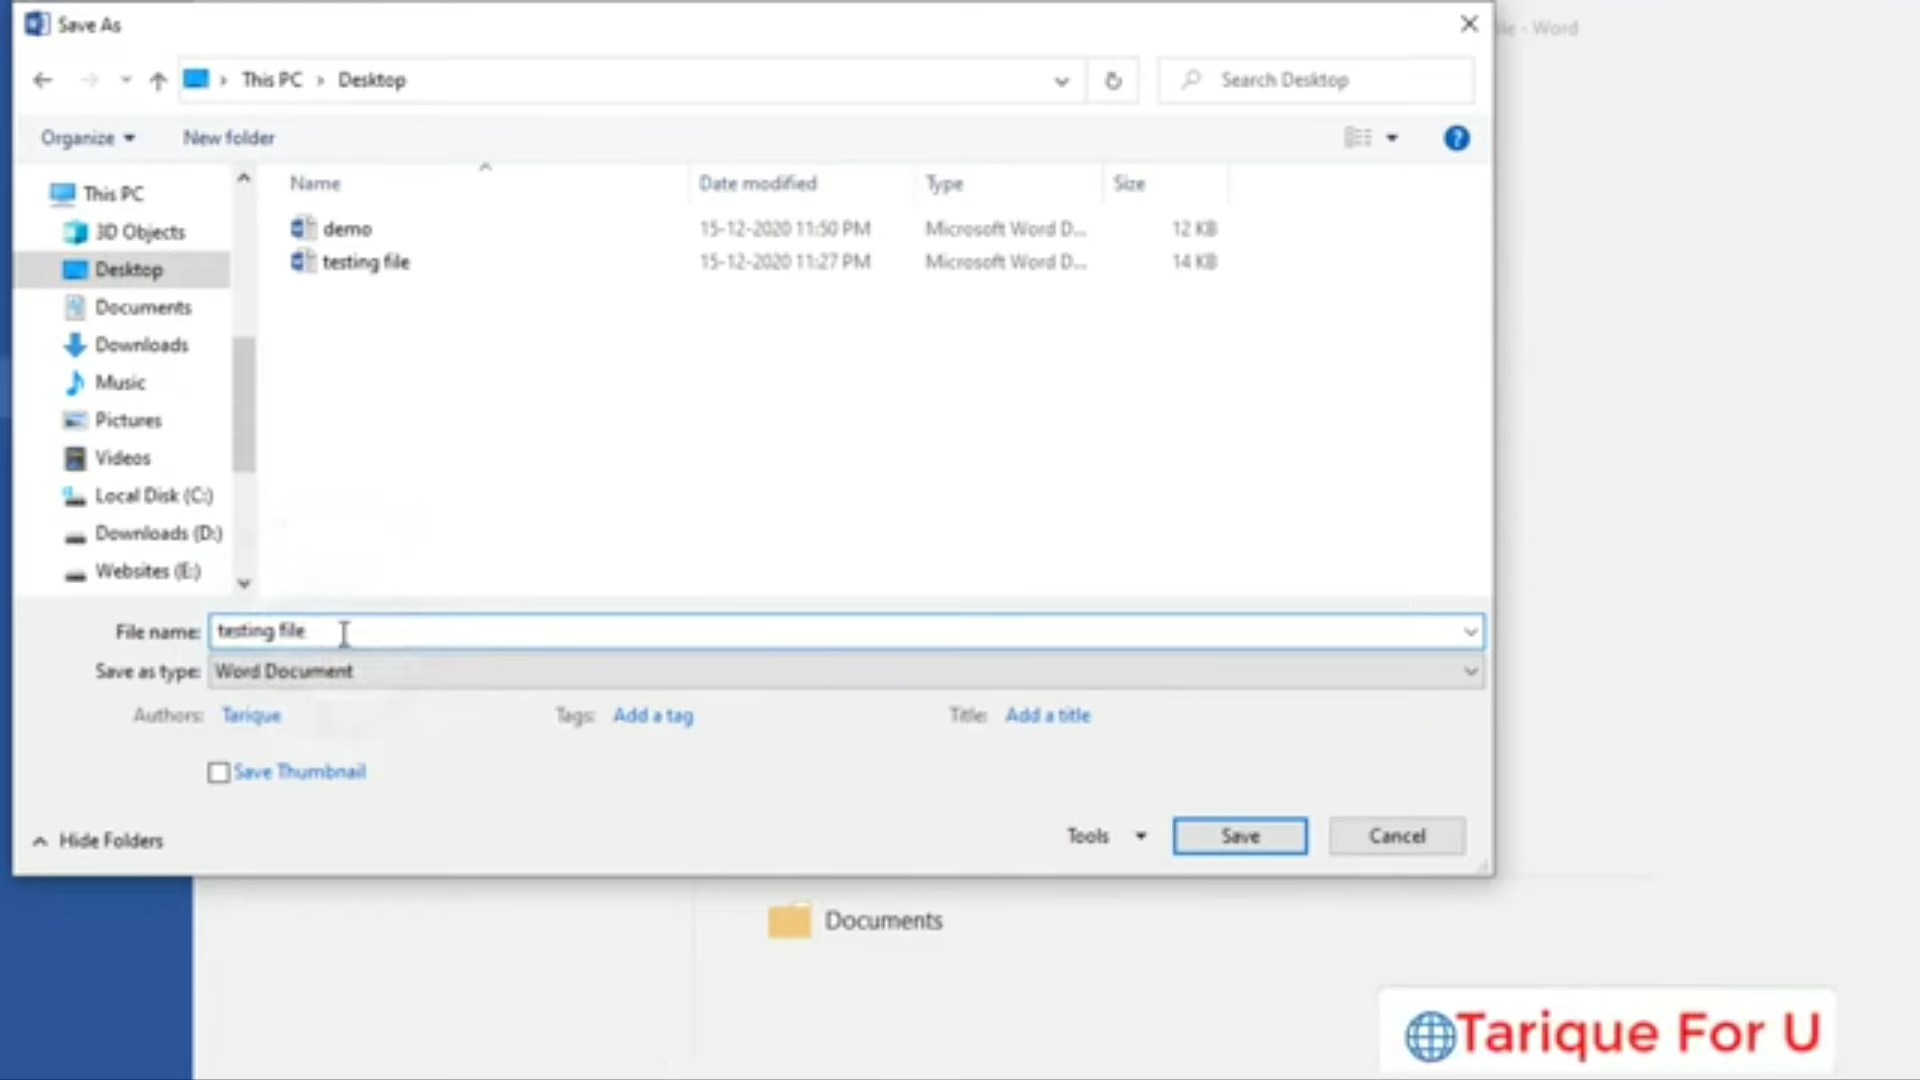 Save As
le - Word
This PC > Desktop
Search Desktop
Organize
New folder
?
This PC
3D Objects
Desktop
Documents
Downloads
Music
Pictures
Videos
Local Disk (C:)
Downloads (D:)
Websites (E:)
Name Date modified Type Size
demo 15-12-2020 11:50 PM Microsoft Word D... 12 KB
testing file 15-12-2020 11:27 PM Microsoft Word D... 14 KB
File name: testing file
Save as type: Word Document
Authors: Tarique Tags: Add a tag Title: Add a title
Save Thumbnail
Hide Folders
Tools
Save
Cancel
Documents
Tarique For U